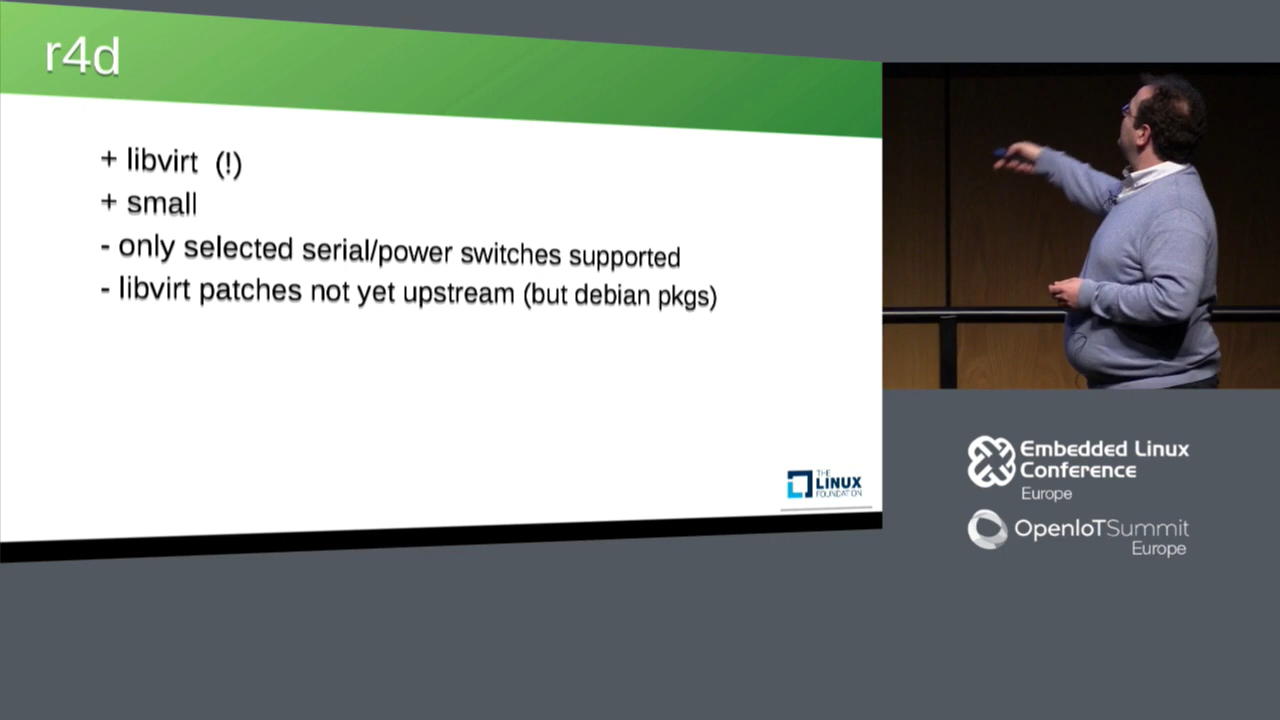 r4d
+ libvirt (!)
+ small
- only selected serial/power switches supported
- libvirt patches not yet upstream (but debian pkgs)
THE
LINUX
FOUNDATION
Embedded Linux
Conference
Europe
OpenIoTSummit
Europe